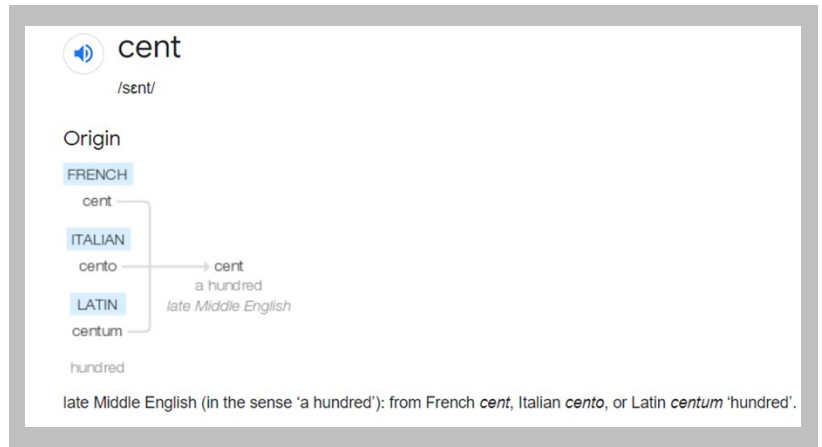 cent
/sɛnt/
Origin
FRENCH
cent
ITALIAN
cento
cent
a hundred
late Middle English
LATIN
centum
hundred
late Middle English (in the sense ‘a hundred’): from French cent, Italian cento, or Latin centum ‘hundred’.